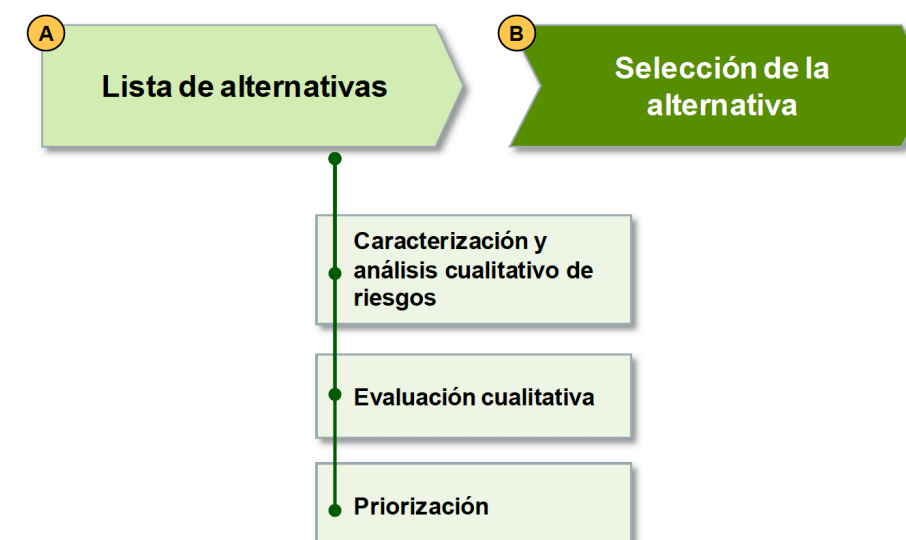 A
Lista de alternativas
B
Selección de la
alternativa
Caracterización y
análisis cualitativo de
riesgos
Evaluación cualitativa
Priorización